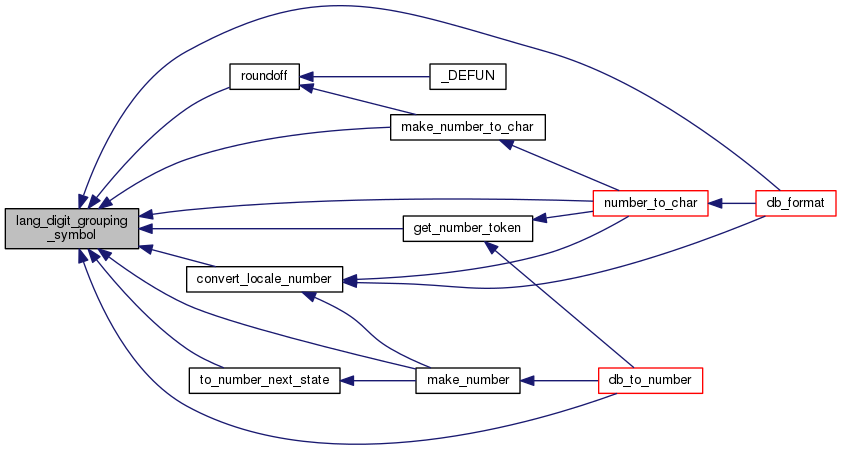 roundoff
_DEFUN
make_number_to_char
lang_digit_grouping
_symbol
number_to_char
db_format
get_number_token
convert_locale_number
to_number_next_state
make_number
db_to_number